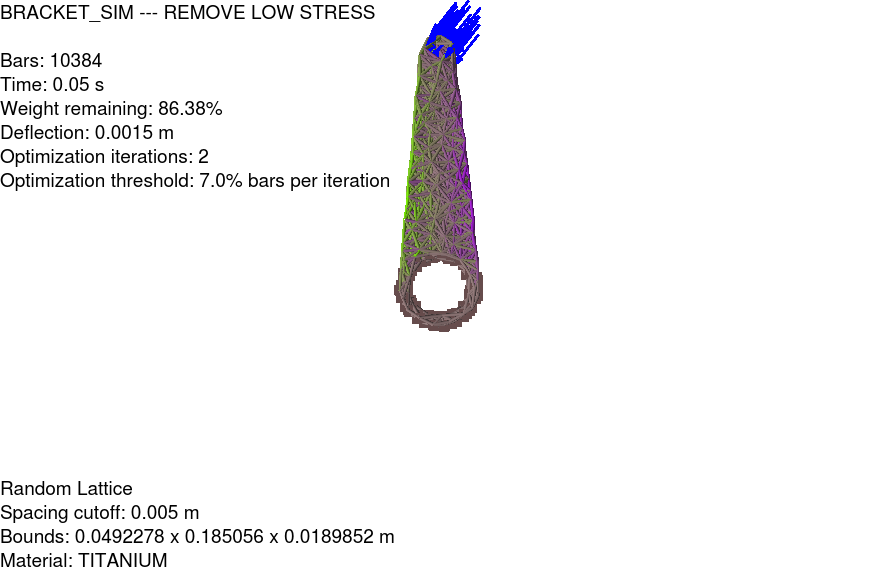 BRACKET_SIM --- REMOVE LOW STRESS
Bars: 10384
Time: 0.05 s
Weight remaining: 86.38%
Deflection: 0.0015 m
Optimization iterations: 2
Optimization threshold: 7.0% bars per iteration
Random Lattice
Spacing cutoff: 0.005 m
Bounds: 0.0492278 x 0.185056 x 0.0189852 m
Material: TITANIUM